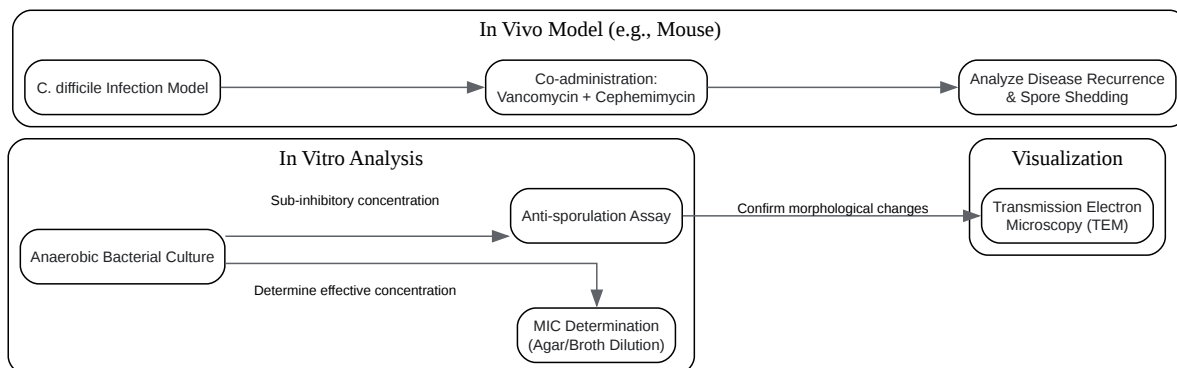 In Vivo Model (e.g., Mouse)
C. difficile Infection Model
Co-administration:
Vancomycin + Cephemimycin
Analyze Disease Recurrence
& Spore Shedding
In Vitro Analysis
Sub-inhibitory concentration
Anti-sporulation Assay
Anaerobic Bacterial Culture
Determine effective concentration
MIC Determination
(Agar/Broth Dilution)
Confirm morphological changes
Visualization
Transmission Electron
Microscopy (TEM)